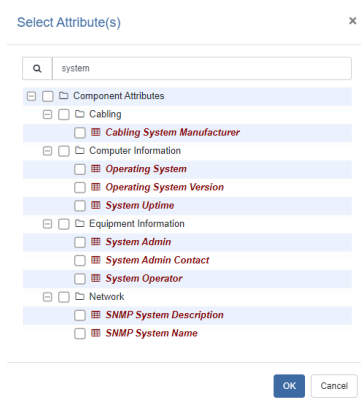 Select Attribute(s)
system
Component Attributes
Cabling
Cabling System Manufacturer
Computer Information
Operating System
Operating System Version
System Uptime
Equipment Information
System Admin
System Admin Contact
System Operator
Network
SNMP System Description
SNMP System Name
OK Cancel